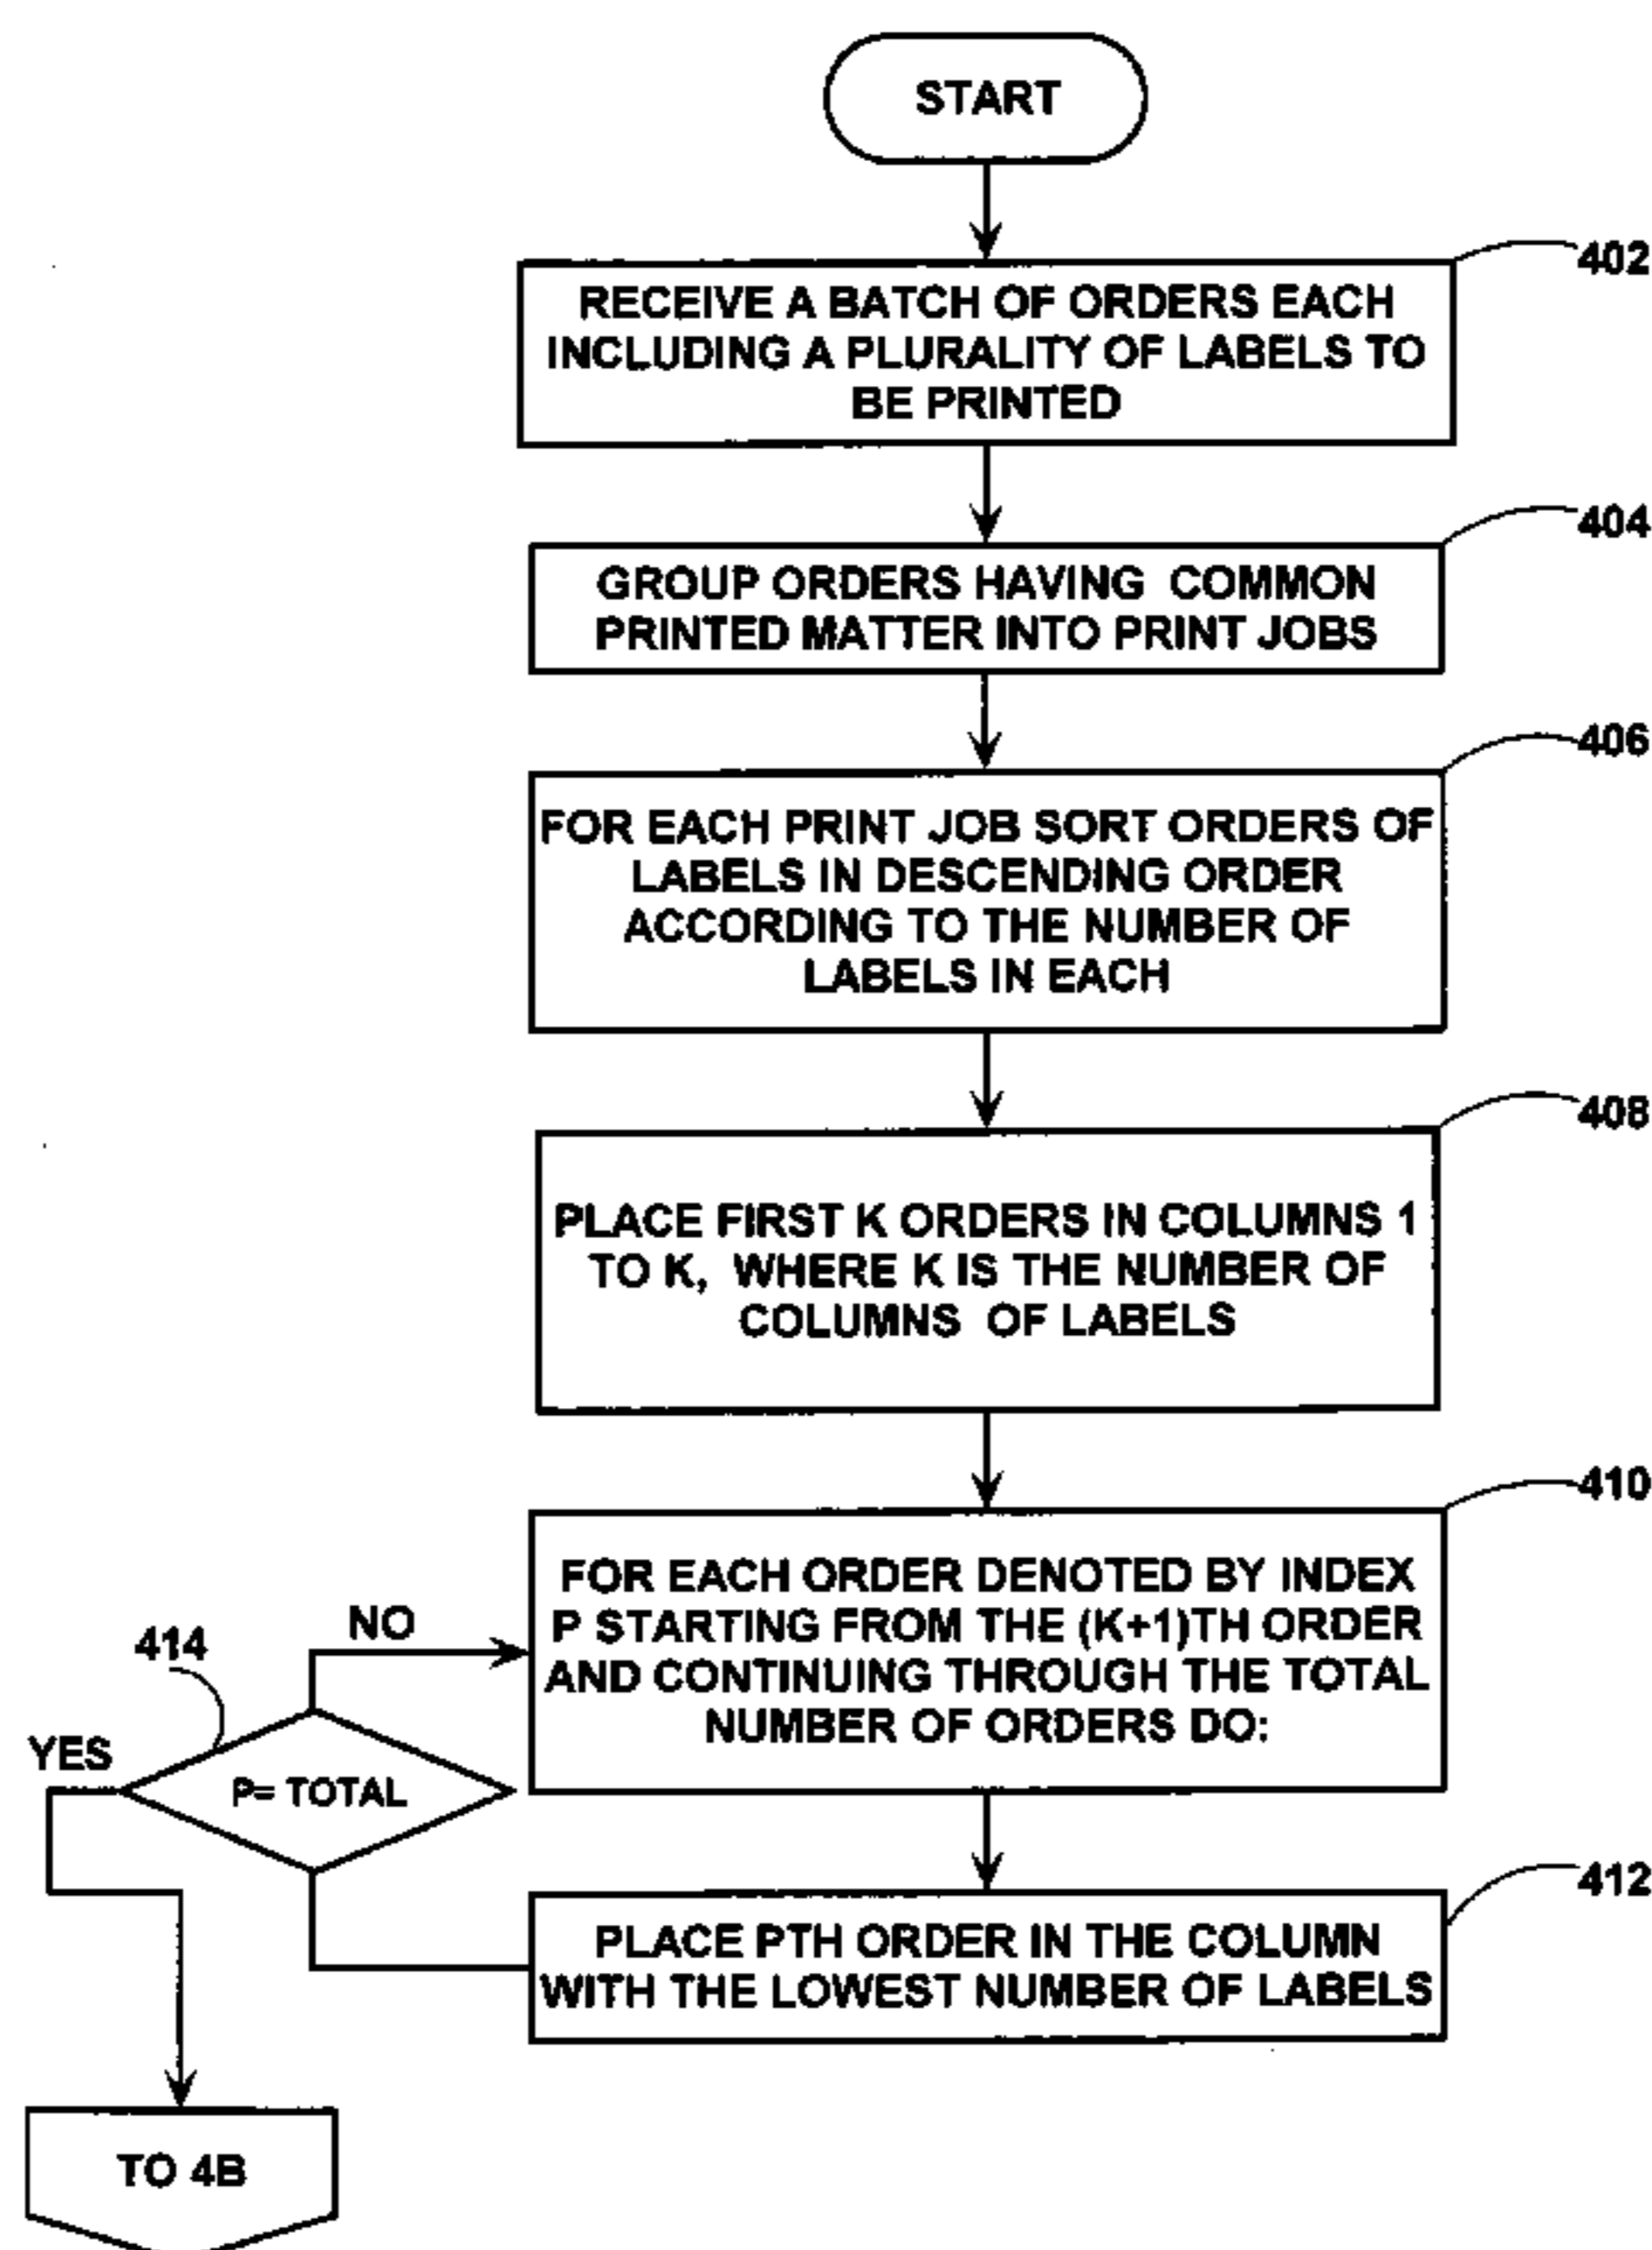 START
402
RECEIVE A BATCH OF ORDERS EACH
INCLUDING A PLURALITY OF LABELS TO
BE PRINTED
404
GROUP ORDERS HAVING COMMON
PRINTED MATTER INTO PRINT JOBS
406
FOR EACH PRINT JOB SORT ORDERS OF
LABELS IN DESCENDING ORDER
ACCORDING TO THE NUMBER OF
LABELS IN EACH
408
PLACE FIRST K ORDERS IN COLUMNS 1
TO K, WHERE K IS THE NUMBER OF
COLUMNS OF LABELS
410
FOR EACH ORDER DENOTED BY INDEX
P STARTING FROM THE (K+1)TH ORDER
AND CONTINUING THROUGH THE TOTAL
NUMBER OF ORDERS DO:
NO
414
YES
P= TOTAL
412
PLACE PTH ORDER IN THE COLUMN
WITH THE LOWEST NUMBER OF LABELS
TO 4B